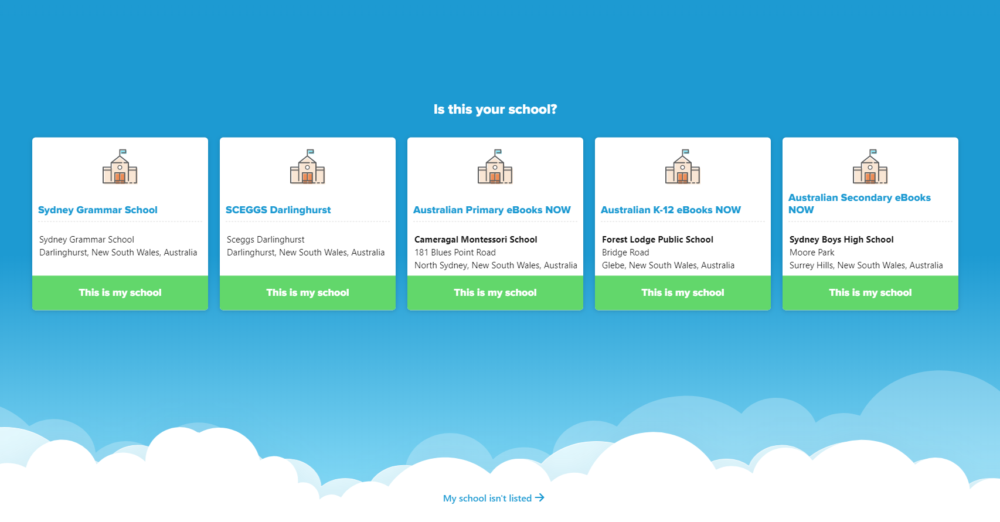 Is this your school?
Sydney Grammar School
Sydney Grammar School
Darlinghurst, New South Wales, Australia
This is my school
SCEGGS Darlinghurst
Sceggs Darlinghurst
Darlinghurst, New South Wales, Australia
This is my school
Australian Primary eBooks NOW
Cameragal Montessori School
181 Blues Point Road
North Sydney, New South Wales, Australia
This is my school
Australian K-12 eBooks NOW
Forest Lodge Public School
Bridge Road
Glebe, New South Wales, Australia
This is my school
Australian Secondary eBooks
NOW
Sydney Boys High School
Moore Park
Surrey Hills, New South Wales, Australia
This is my school
My school isn't listed →